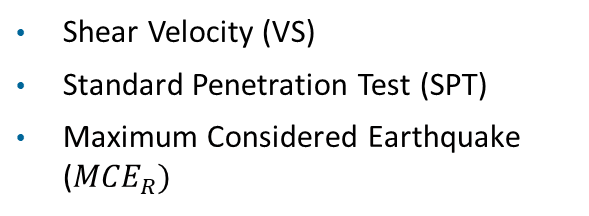 • Shear Velocity (VS)
• Standard Penetration Test (SPT)
• Maximum Considered Earthquake
(MCE_R)